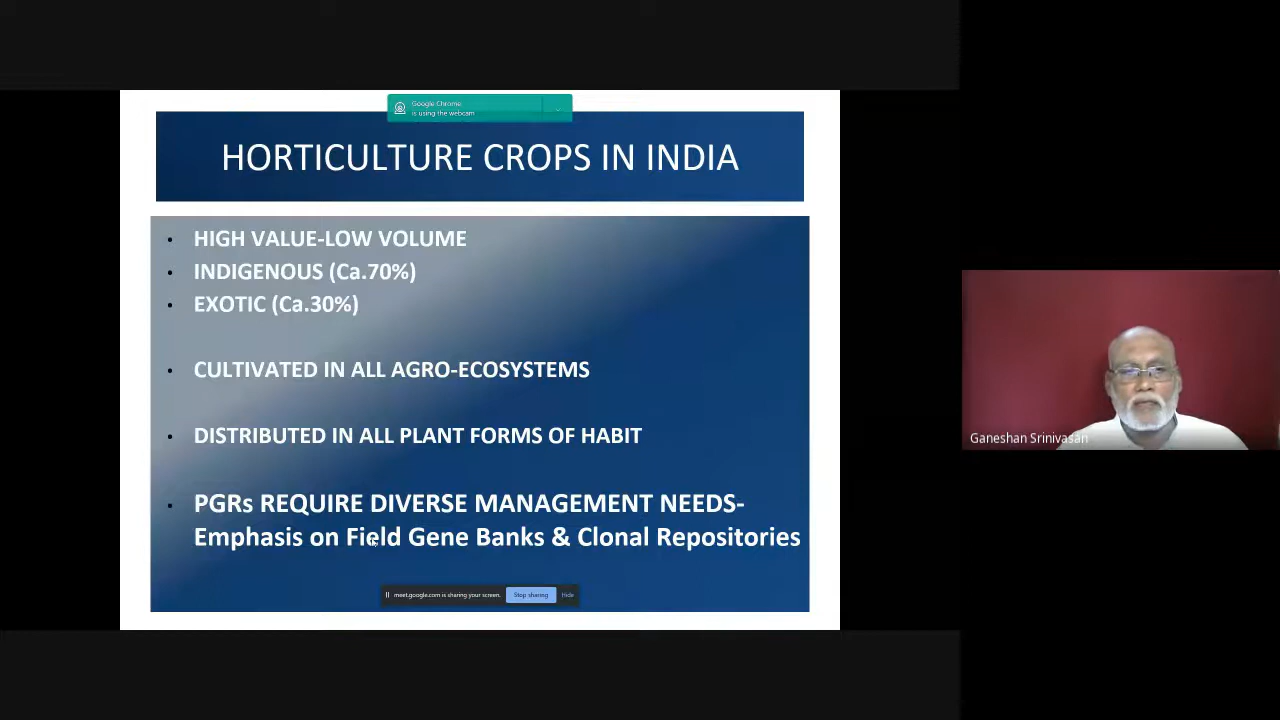 Google Chrome
is using the webcam
HORTICULTURE CROPS IN INDIA
• HIGH VALUE-LOW VOLUME
• INDIGENOUS (Ca.70%)
• EXOTIC (Ca.30%)
• CULTIVATED IN ALL AGRO-ECOSYSTEMS
• DISTRIBUTED IN ALL PLANT FORMS OF HABIT
• PGRs REQUIRE DIVERSE MANAGEMENT NEEDS-
Emphasis on Field Gene Banks & Clonal Repositories
meet.google.com is sharing your screen. Stop sharing Hide
Ganeshan Srinivasan